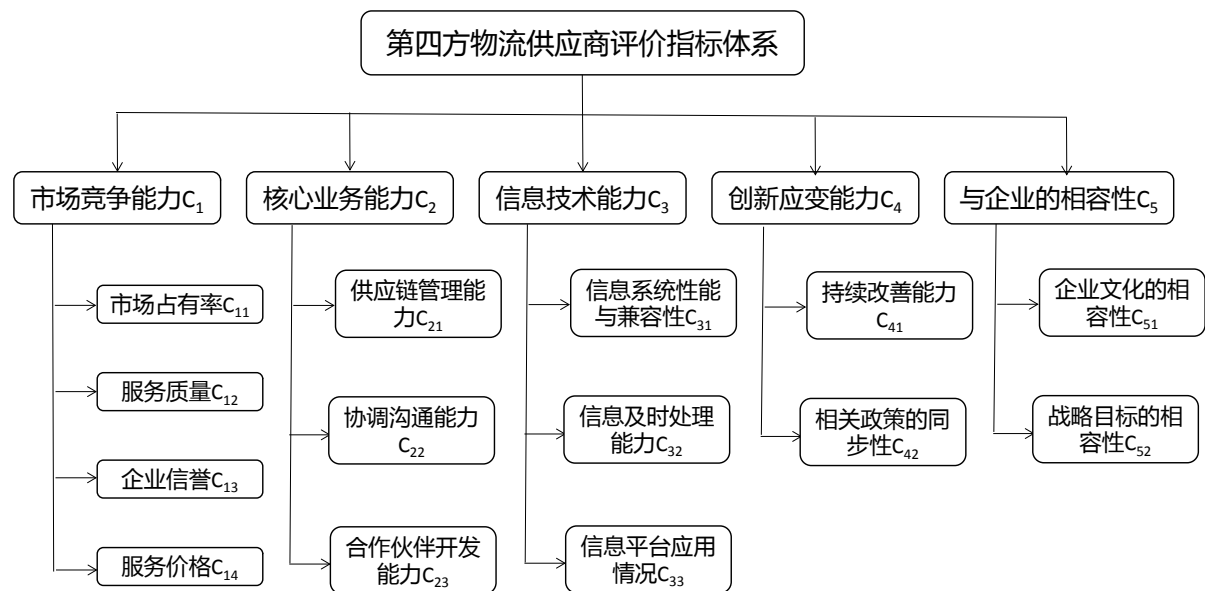 第四方物流供应商评价指标体系
市场竞争能力C₁
核心业务能力C₂
信息技术能力C₃
创新应变能力C₄
与企业的相容性C₅
市场占有率C₁₁
服务质量C₁₂
企业信誉C₁₃
服务价格C₁₄
供应链管理能
力C₂₁
协调沟通能力
C₂₂
合作伙伴开发
能力C₂₃
信息系统性能
与兼容性C₃₁
信息及时处理
能力C₃₂
信息平台应用
情况C₃₃
持续改善能力
C₄₁
相关政策的同
步性C₄₂
企业文化的相
容性C₅₁
战略目标的相
容性C₅₂